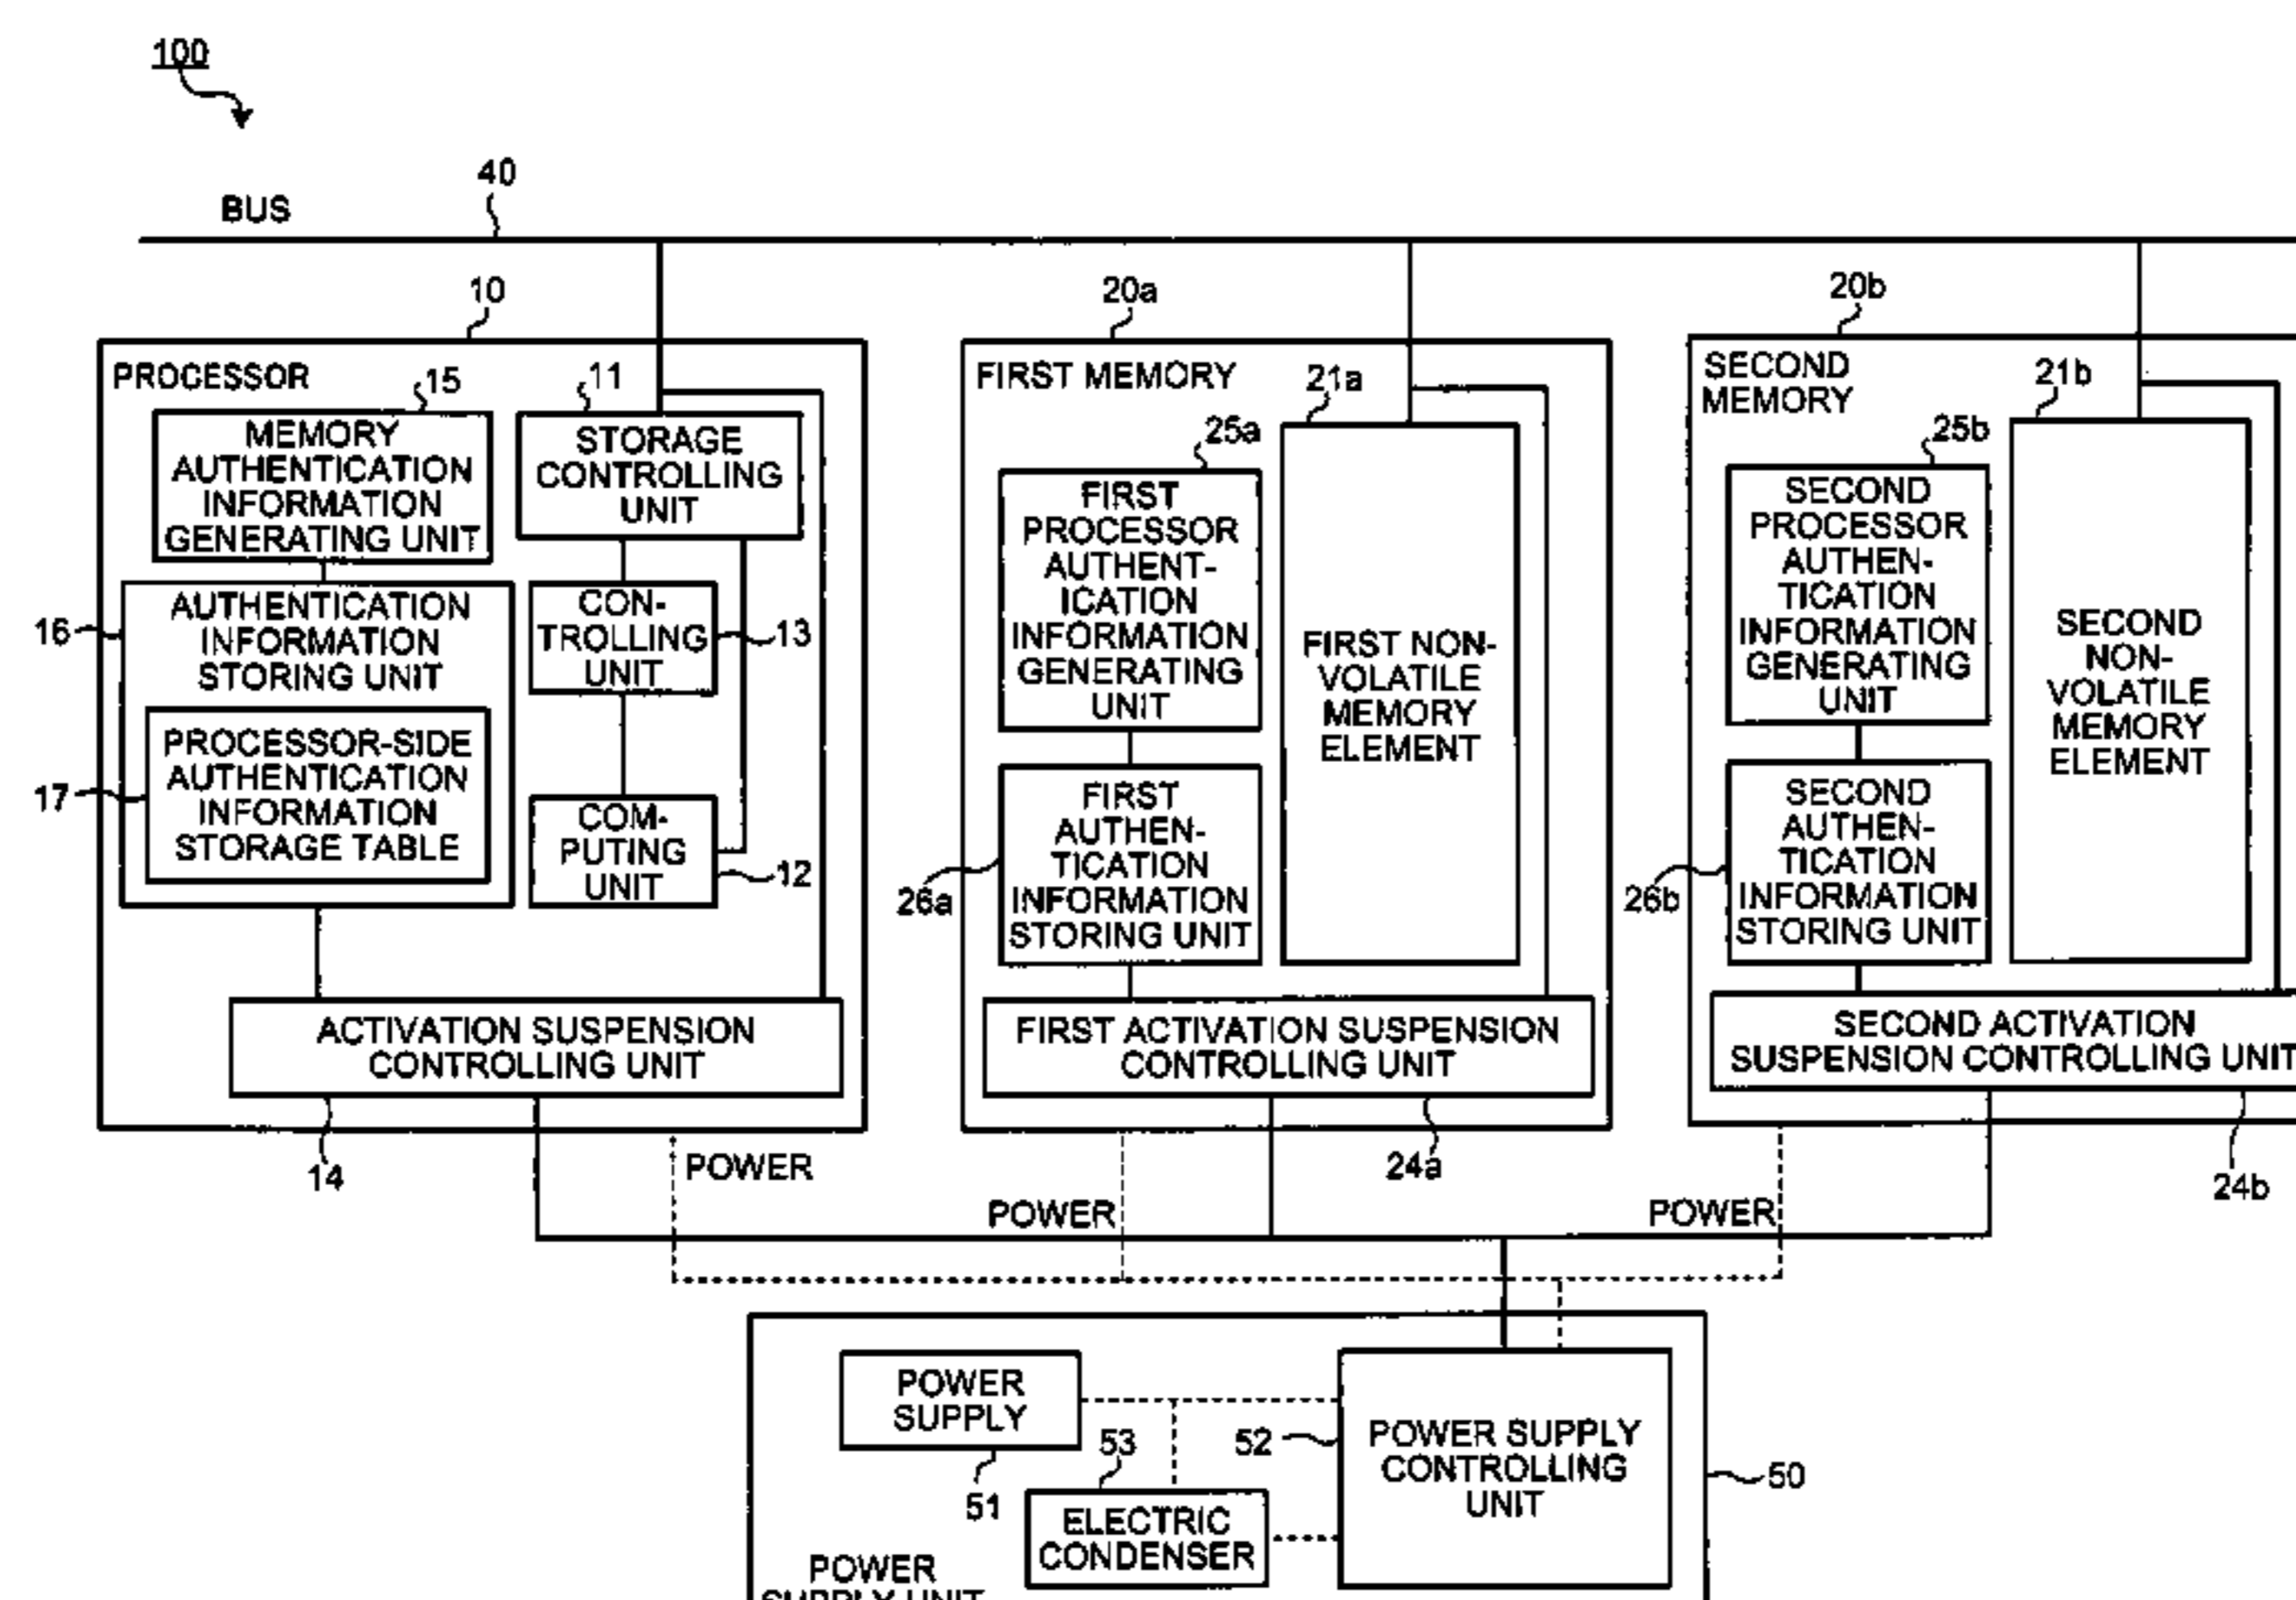 100
40
BUS
10
PROCESSOR
15
MEMORY
AUTHENTICATION
INFORMATION
GENERATING UNIT
11
STORAGE
CONTROLLING
UNIT
16
AUTHENTICATION
INFORMATION
STORING UNIT
CON-
TROLLING
UNIT
13
17
PROCESSOR-SIDE
AUTHENTICATION
INFORMATION
STORAGE TABLE
COM-
PUTING
UNIT
12
ACTIVATION SUSPENSION
CONTROLLING UNIT
14
20a
FIRST MEMORY
21a
25a
FIRST
PROCESSOR
AUTHENT-
ICATION
INFORMATION
GENERATING
UNIT
FIRST NON-
VOLATILE
MEMORY
ELEMENT
26a
FIRST
AUTHEN-
TICATION
INFORMATION
STORING UNIT
FIRST ACTIVATION SUSPENSION
CONTROLLING UNIT
24a
20b
SECOND
MEMORY
21b
25b
SECOND
PROCESSOR
AUTHEN-
TICATION
INFORMATION
GENERATING
UNIT
SECOND
NON-
VOLATILE
MEMORY
ELEMENT
26b
SECOND
AUTHEN-
TICATION
INFORMATION
STORING UNIT
SECOND ACTIVATION
SUSPENSION CONTROLLING UNIT
24b
POWER
POWER
POWER
POWER
SUPPLY
51
53
ELECTRIC
CONDENSER
52
POWER SUPPLY
CONTROLLING
UNIT
50
POWER
SUPPLY UNIT